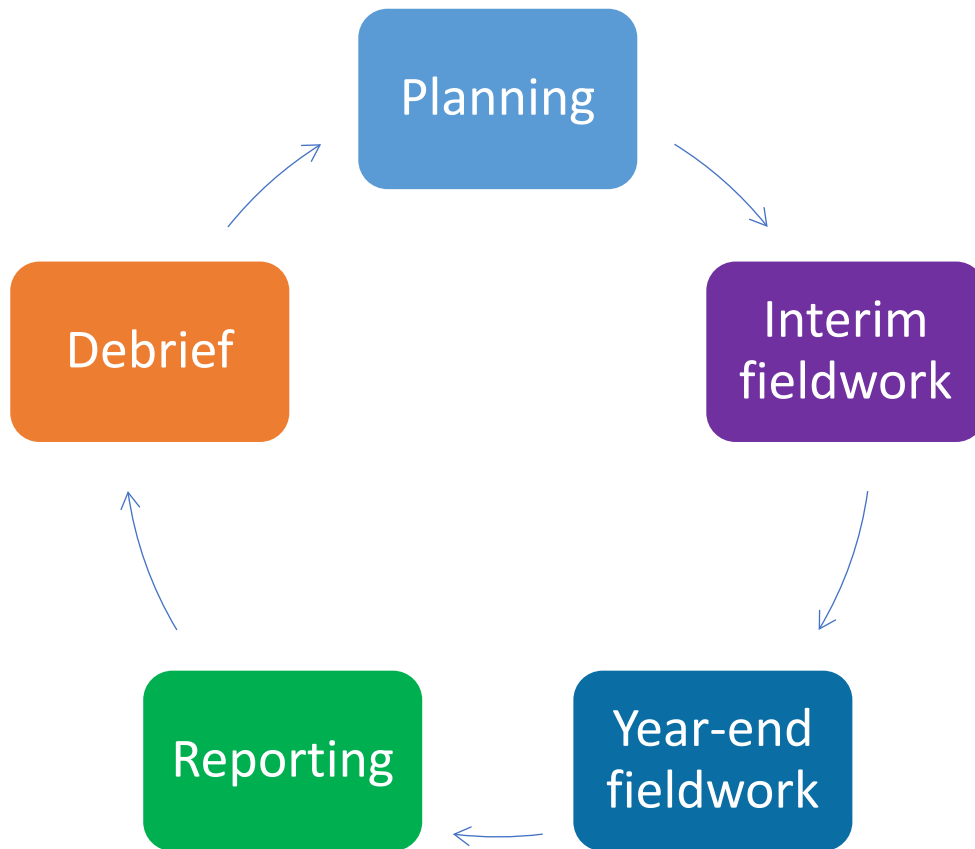 Planning
Interim
fieldwork
Year-end
fieldwork
Reporting
Debrief